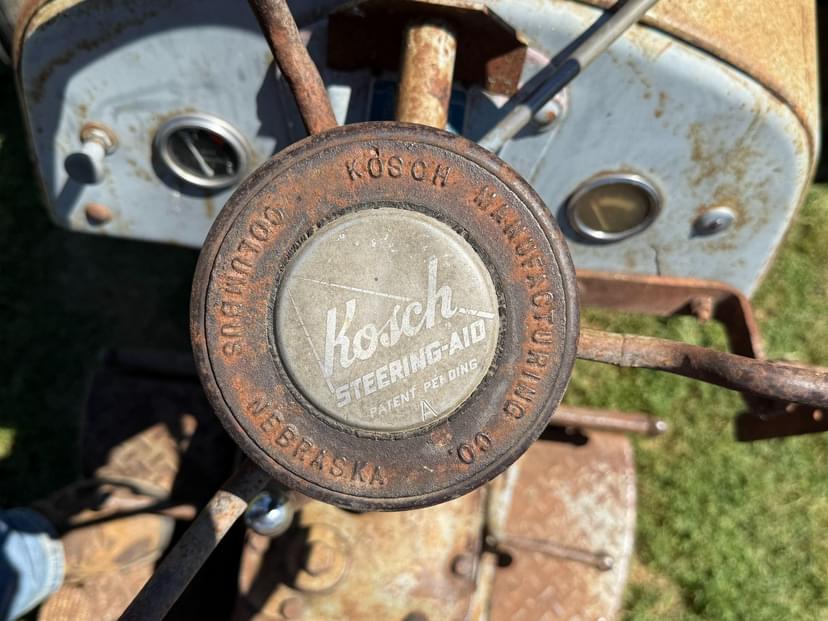 KOSCH MANUFACTURING CO.
COLUMBUS
NEBRASKA
Kosch
STEERING-AID
PATENT PENDING
A